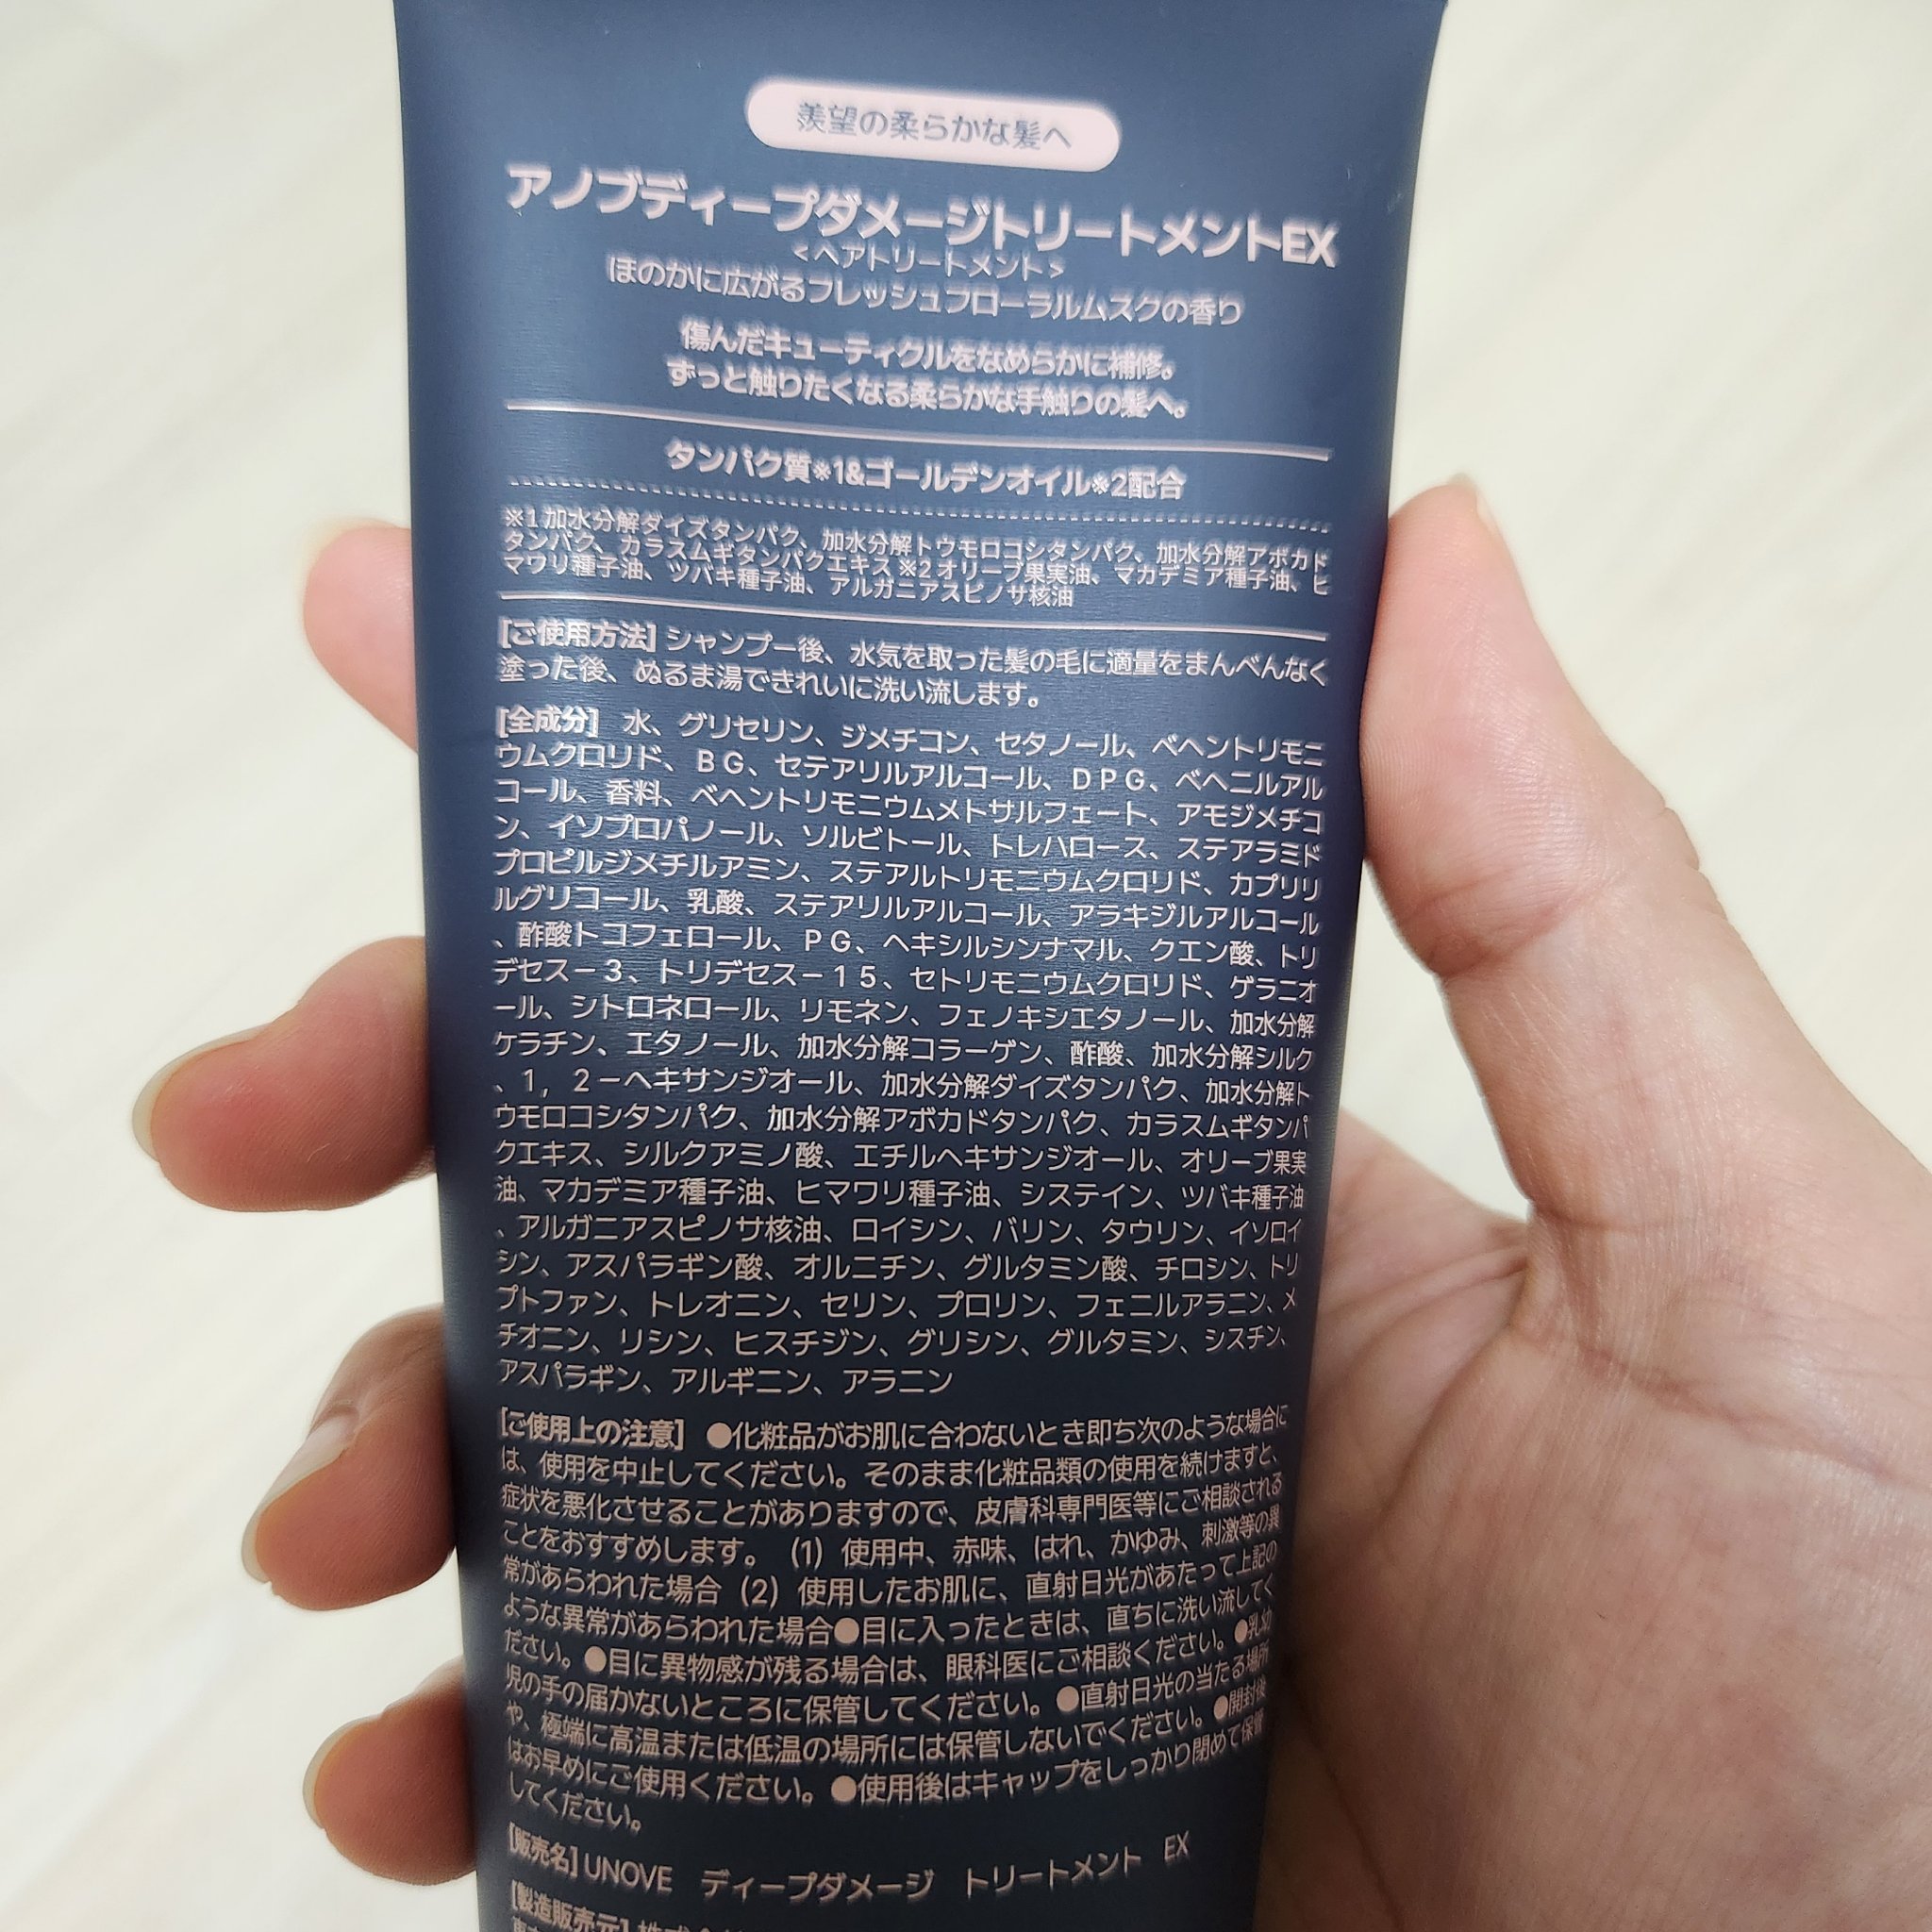 羨望の柔らかな髪へ
アノブディープダメージトリートメントEX
<ヘアトリートメント>
ほのかに広がるフレッシュフローラルムスクの香り
傷んだキューティクルをなめらかに補修。
ずっと触りたくなる柔らかな手触りの髪へ。
タンパク質※1&ゴールデンオイル※2配合
※1加水分解ダイズタンパク、加水分解トウモロコシタンパク、加水分解アボカド
タンパク、カラスムギタンパクエキス ※2オリーブ果実油、マカデミア種子油、ヒ
マワリ種子油、ツバキ種子油、アルガニアスピノサ核油
[ご使用方法] シャンプー後、水気を取った髪の毛に適量をまんべんなく
塗った後、ぬるま湯できれいに洗い流します。
[全成分] 水、グリセリン、ジメチコン、セタノール、ベヘントリモニ
ウムクロリド、BG、セテアリルアルコール、DPG、ベヘニルアル
コール、香料、ベヘントリモニウムメトサルフェート、アモジメチコ
ン、イソプロパノール、ソルビトール、トレハロース、ステアラミド
プロピルジメチルアミン、ステアルトリモニウムクロリド、カプリリ
ルグリコール、乳酸、ステアリルアルコール、アラキジルアルコール
、酢酸トコフェロール、PG、ヘキシルシンナマル、クエン酸、トリ
デセス-3、トリデセス-15、セトリモニウムクロリド、ゲラニオ
ール、シトロネロール、リモネン、フェノキシエタノール、加水分解
ケラチン、エタノール、加水分解コラーゲン、酢酸、加水分解シルク
、1,2-ヘキサンジオール、加水分解ダイズタンパク、加水分解ト
ウモロコシタンパク、加水分解アボカドタンパク、カラスムギタンパ
クエキス、シルクアミノ酸、エチルヘキサンジオール、オリーブ果実
油、マカデミア種子油、ヒマワリ種子油、システイン、ツバキ種子油
、アルガニアスピノサ核油、ロイシン、バリン、タウリン、イソロイ
シン、アスパラギン酸、オルニチン、グルタミン酸、チロシン、トリ
プトファン、トレオニン、セリン、プロリン、フェニルアラニン、メ
チオニン、リシン、ヒスチジン、グリシン、グルタミン、シスチン、
アスパラギン、アルギニン、アラニン
[ご使用上の注意] ●化粧品がお肌に合わないとき即ち次のような場合に
は、使用を中止してください。そのまま化粧品類の使用を続けますと、
症状を悪化させることがありますので、皮膚科専門医等にご相談される
ことをおすすめします。 (1) 使用中、赤味、はれ、かゆみ、刺激等の異
常があらわれた場合 (2) 使用したお肌に、直射日光があたって上記の
ような異常があらわれた場合●目に入ったときは、直ちに洗い流してく
ださい。●目に異物感が残る場合は、眼科医にご相談ください。●乳幼
児の手の届かないところに保管してください。●直射日光の当たる場所
や、極端に高温または低温の場所には保管しないでください。●開封後
はお早めにご使用ください。●使用後はキャップをしっかり閉めて保管
してください。
[販売名] UNOVE ディープダメージ トリートメント EX
[製造販売元]